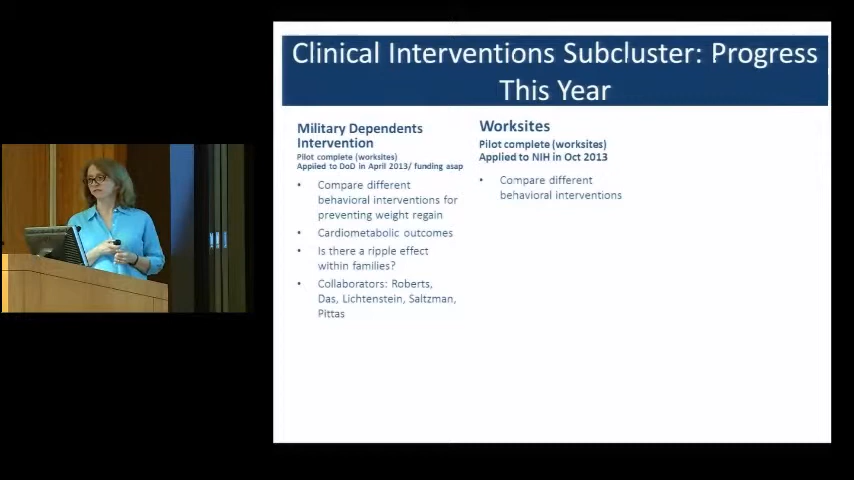 Clinical Interventions Subcluster: Progress
This Year
Military Dependents
Intervention
Pilot complete (worksites)
Applied to DoD in April 2013/ funding asap
• Compare different
behavioral interventions for
preventing weight regain
• Cardiometabolic outcomes
• Is there a ripple effect
within families?
• Collaborators: Roberts,
Das, Lichtenstein, Saltzman,
Pittas
Worksites
Pilot complete (worksites)
Applied to NIH in Oct 2013
• Compare different
behavioral interventions